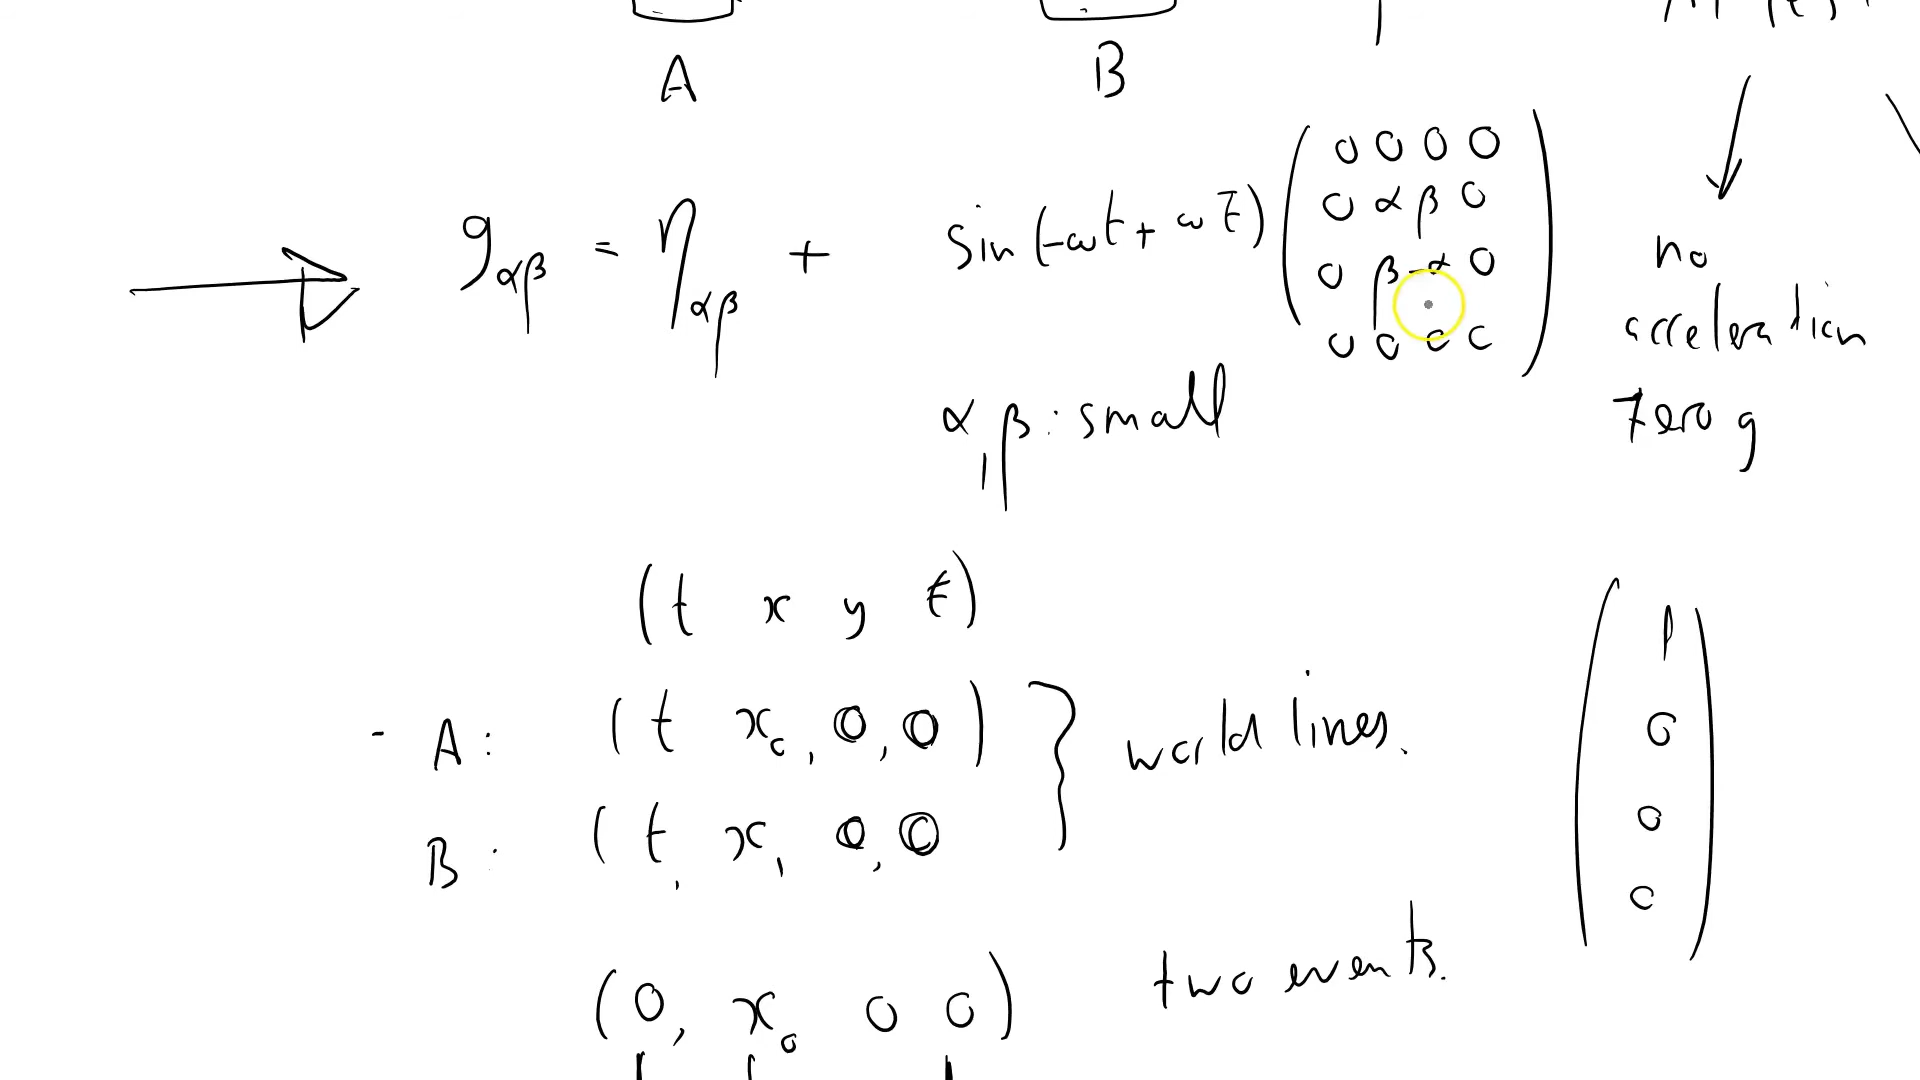 A B
g_αβ = η_αβ + sin(-ωt + ωz) ( 0 0 0 0
0 α β 0
0 β -α 0
0 0 0 0 )
no
acceleration
zero g
α, β : small
(t x y z)
- A: (t x₀, 0, 0) } world lines.
B: (t, x₁ 0, 0
( 1
0
0
0 )
(0, x₀ 0 0) two events.